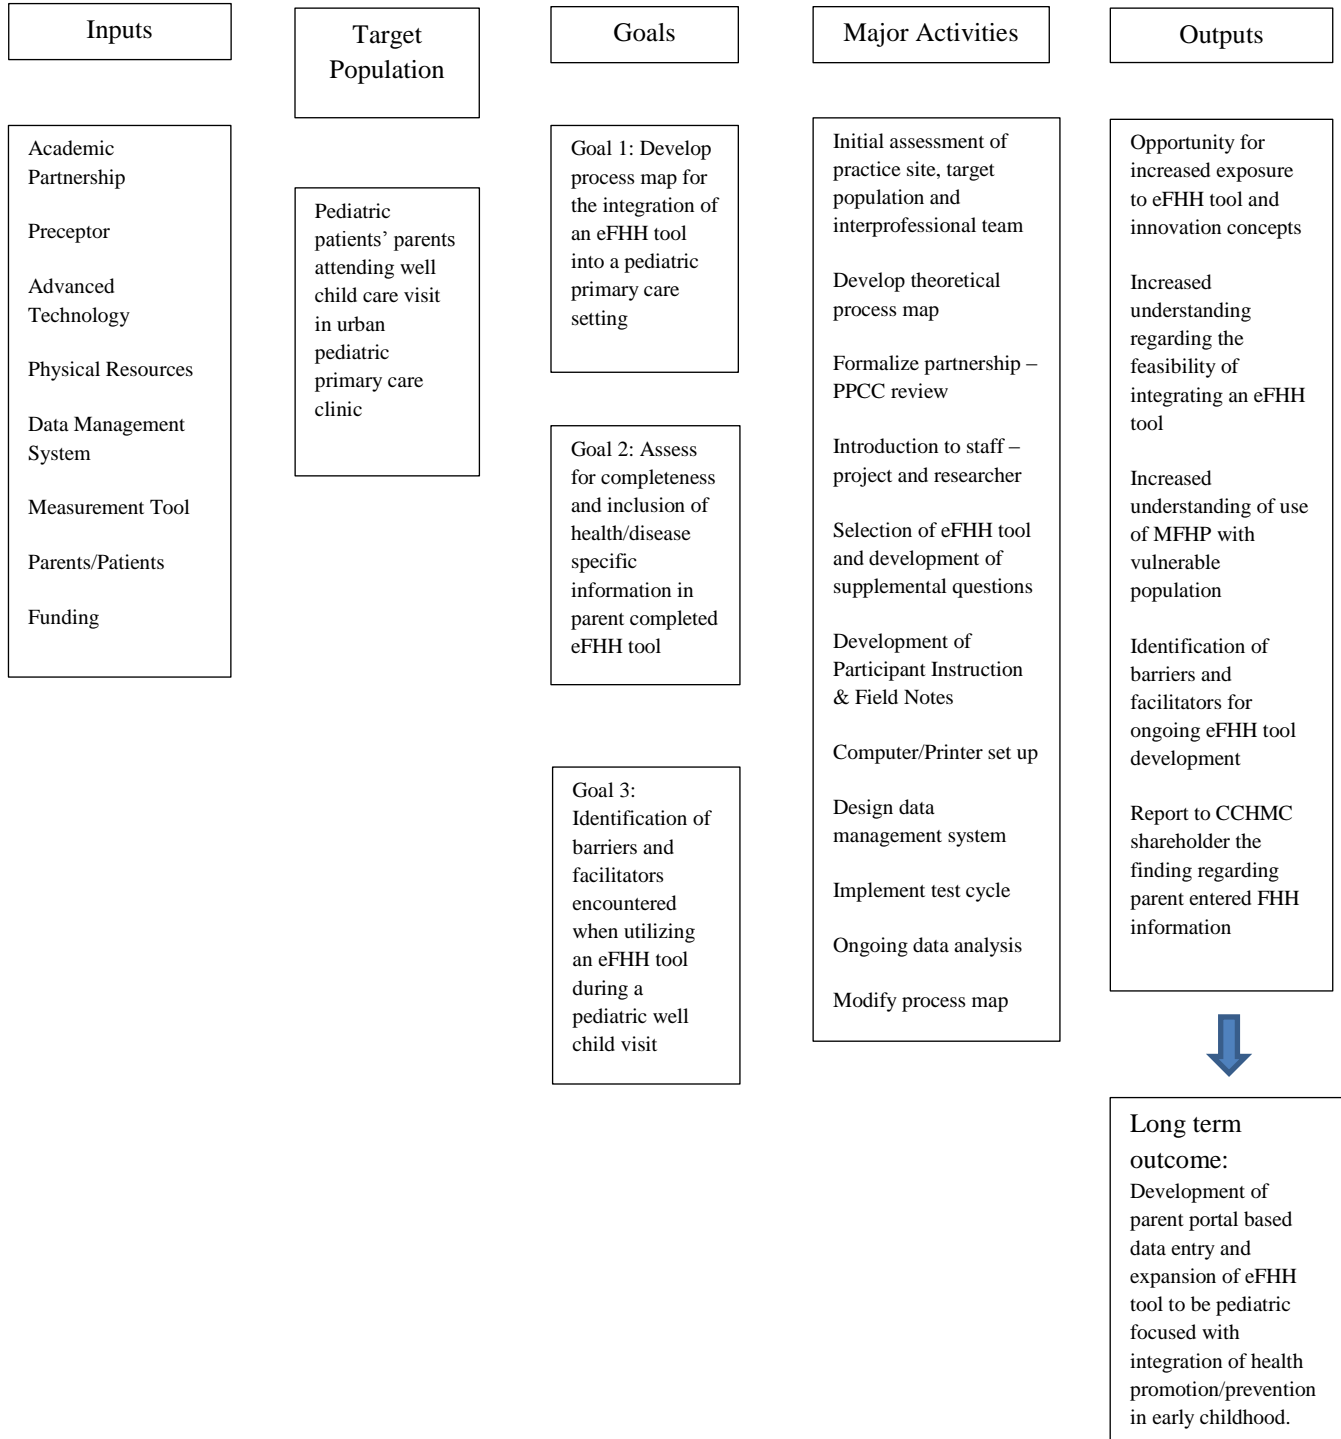 Inputs
Target
Population
Goals
Major Activities
Outputs
Academic
Partnership
Preceptor
Advanced
Technology
Physical Resources
Data Management
System
Measurement Tool
Parents/Patients
Funding
Pediatric
patients’ parents
attending well
child care visit
in urban
pediatric
primary care
clinic
Goal 1: Develop
process map for
the integration of
an eFHH tool
into a pediatric
primary care
setting
Goal 2: Assess
for completeness
and inclusion of
health/disease
specific
information in
parent completed
eFHH tool
Goal 3:
Identification of
barriers and
facilitators
encountered
when utilizing
an eFHH tool
during a
pediatric well
child visit
Initial assessment of
practice site, target
population and
interprofessional team
Develop theoretical
process map
Formalize partnership –
PPCC review
Introduction to staff –
project and researcher
Selection of eFHH tool
and development of
supplemental questions
Development of
Participant Instruction
& Field Notes
Computer/Printer set up
Design data
management system
Implement test cycle
Ongoing data analysis
Modify process map
Opportunity for
increased exposure
to eFHH tool and
innovation concepts
Increased
understanding
regarding the
feasibility of
integrating an eFHH
tool
Increased
understanding of use
of MFHP with
vulnerable
population
Identification of
barriers and
facilitators for
ongoing eFHH tool
development
Report to CCHMC
shareholder the
finding regarding
parent entered FHH
information
Long term
outcome:
Development of
parent portal based
data entry and
expansion of eFHH
tool to be pediatric
focused with
integration of health
promotion/prevention
in early childhood.